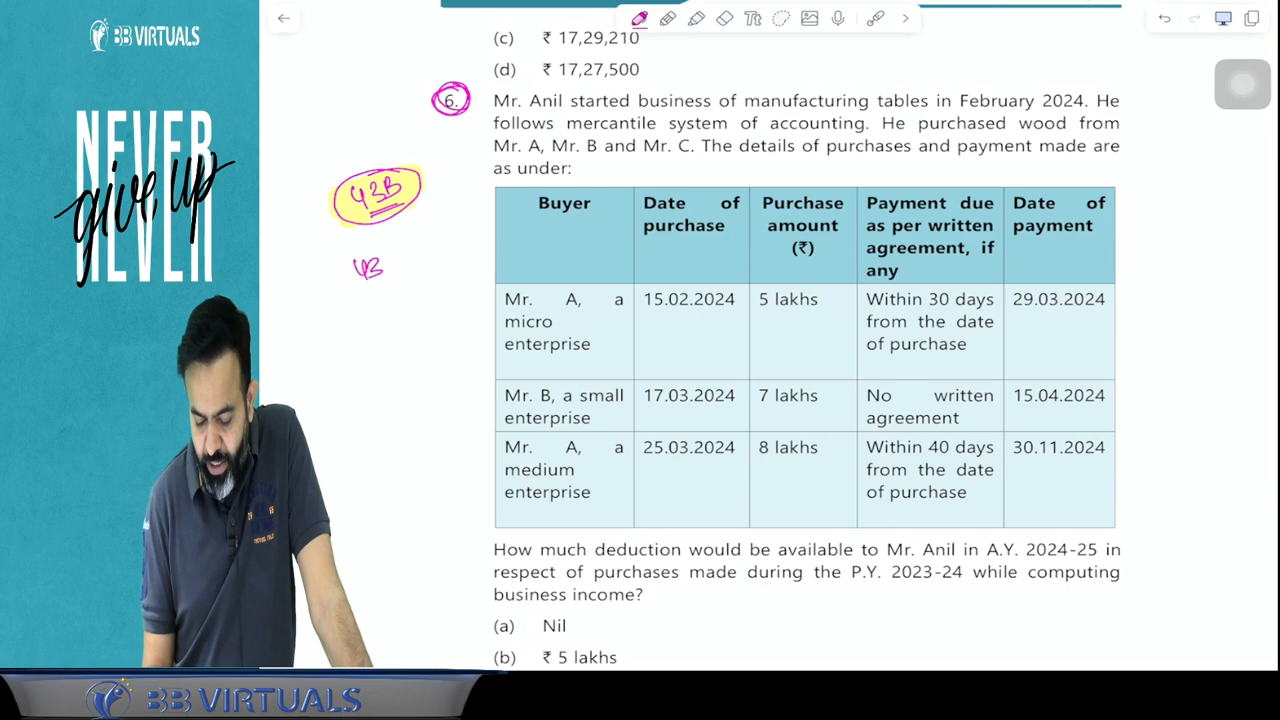 BB VIRTUALS
NEVER
give up
NEVER
(c) ₹ 17,29,210
(d) ₹ 17,27,500
6. Mr. Anil started business of manufacturing tables in February 2024. He
follows mercantile system of accounting. He purchased wood from
Mr. A, Mr. B and Mr. C. The details of purchases and payment made are
as under:
43B
43
Buyer | Date of purchase | Purchase amount (₹) | Payment due as per written agreement, if any | Date of payment
Mr. A, a micro enterprise | 15.02.2024 | 5 lakhs | Within 30 days from the date of purchase | 29.03.2024
Mr. B, a small enterprise | 17.03.2024 | 7 lakhs | No written agreement | 15.04.2024
Mr. A, a medium enterprise | 25.03.2024 | 8 lakhs | Within 40 days from the date of purchase | 30.11.2024
How much deduction would be available to Mr. Anil in A.Y. 2024-25 in
respect of purchases made during the P.Y. 2023-24 while computing
business income?
(a) Nil
(b) ₹ 5 lakhs
BB VIRTUALS